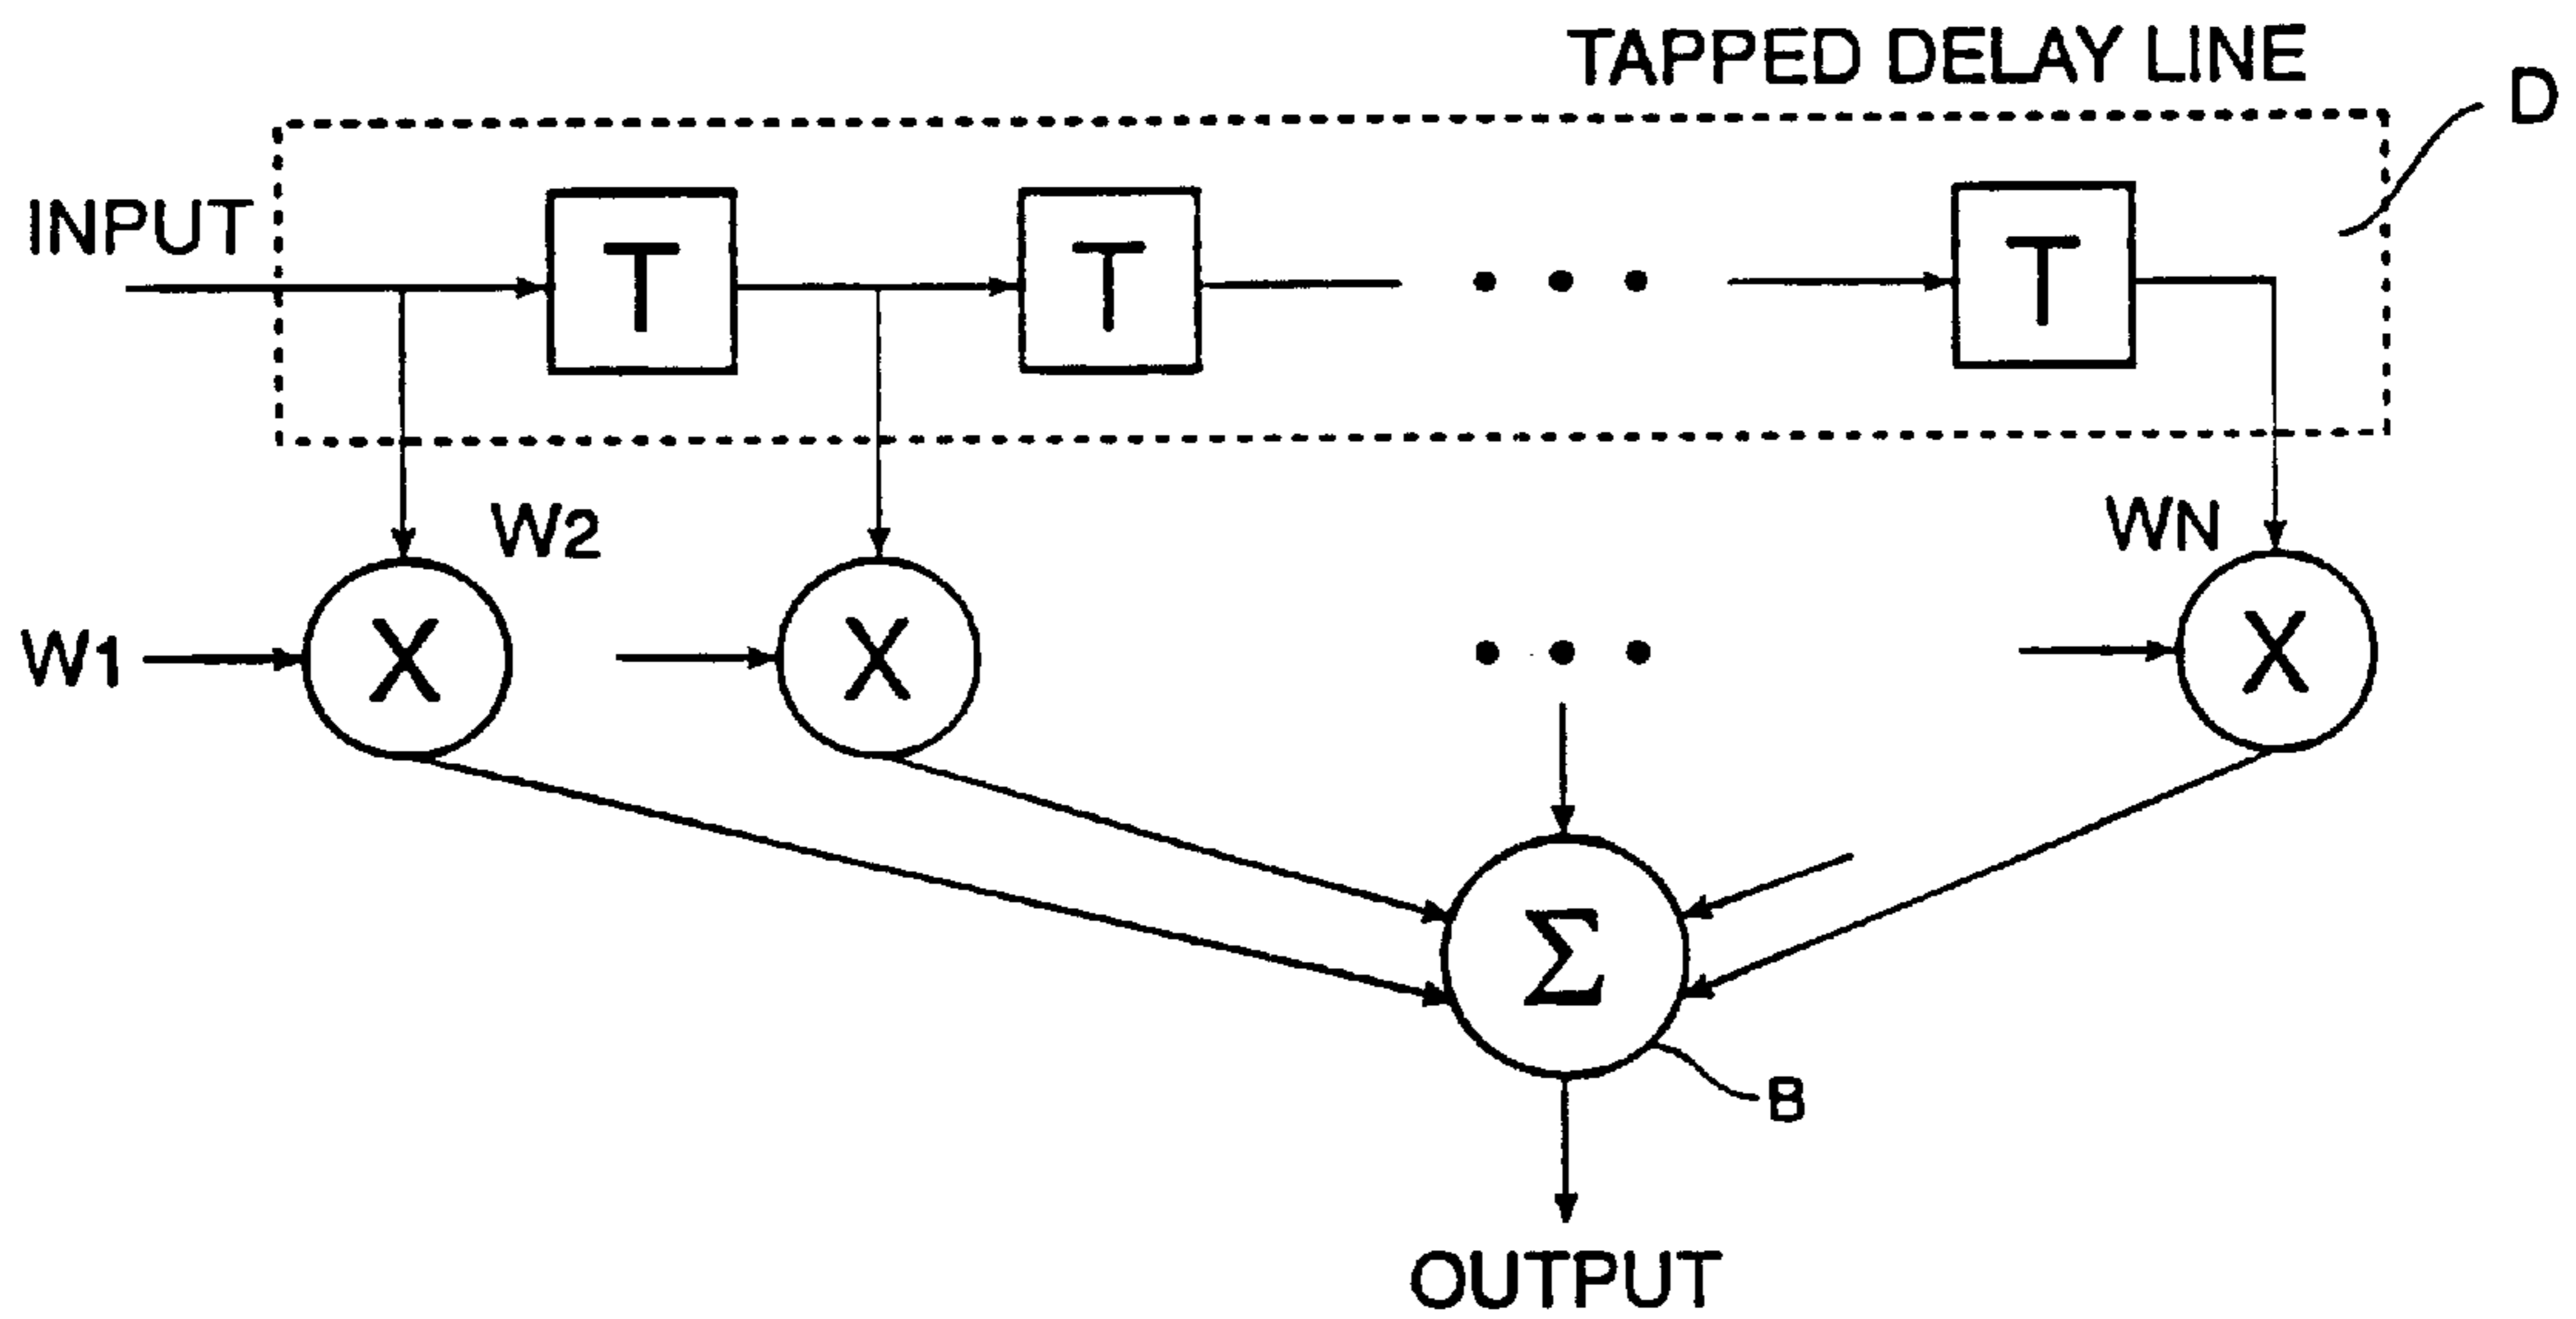 TAPPED DELAY LINE
D
INPUT
T T T
W2 WN
W1 X X X
Σ
B
OUTPUT